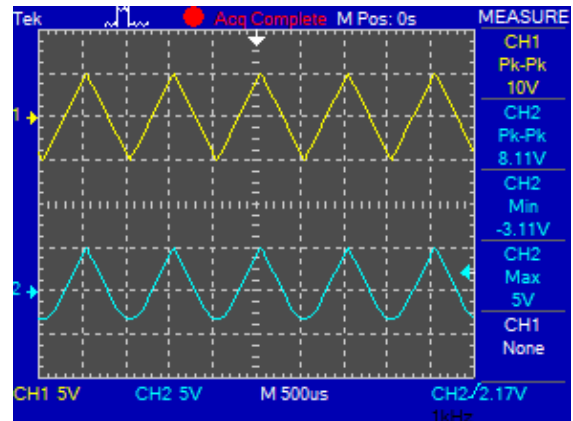 Tek Acq Complete M Pos: 0s MEASURE
CH1
Pk-Pk
10V
CH2
Pk-Pk
8.11V
CH2
Min
-3.11V
CH2
Max
5V
CH1
None
1
2
CH1 5V CH2 5V M 500us CH2 2.17V
1kHz